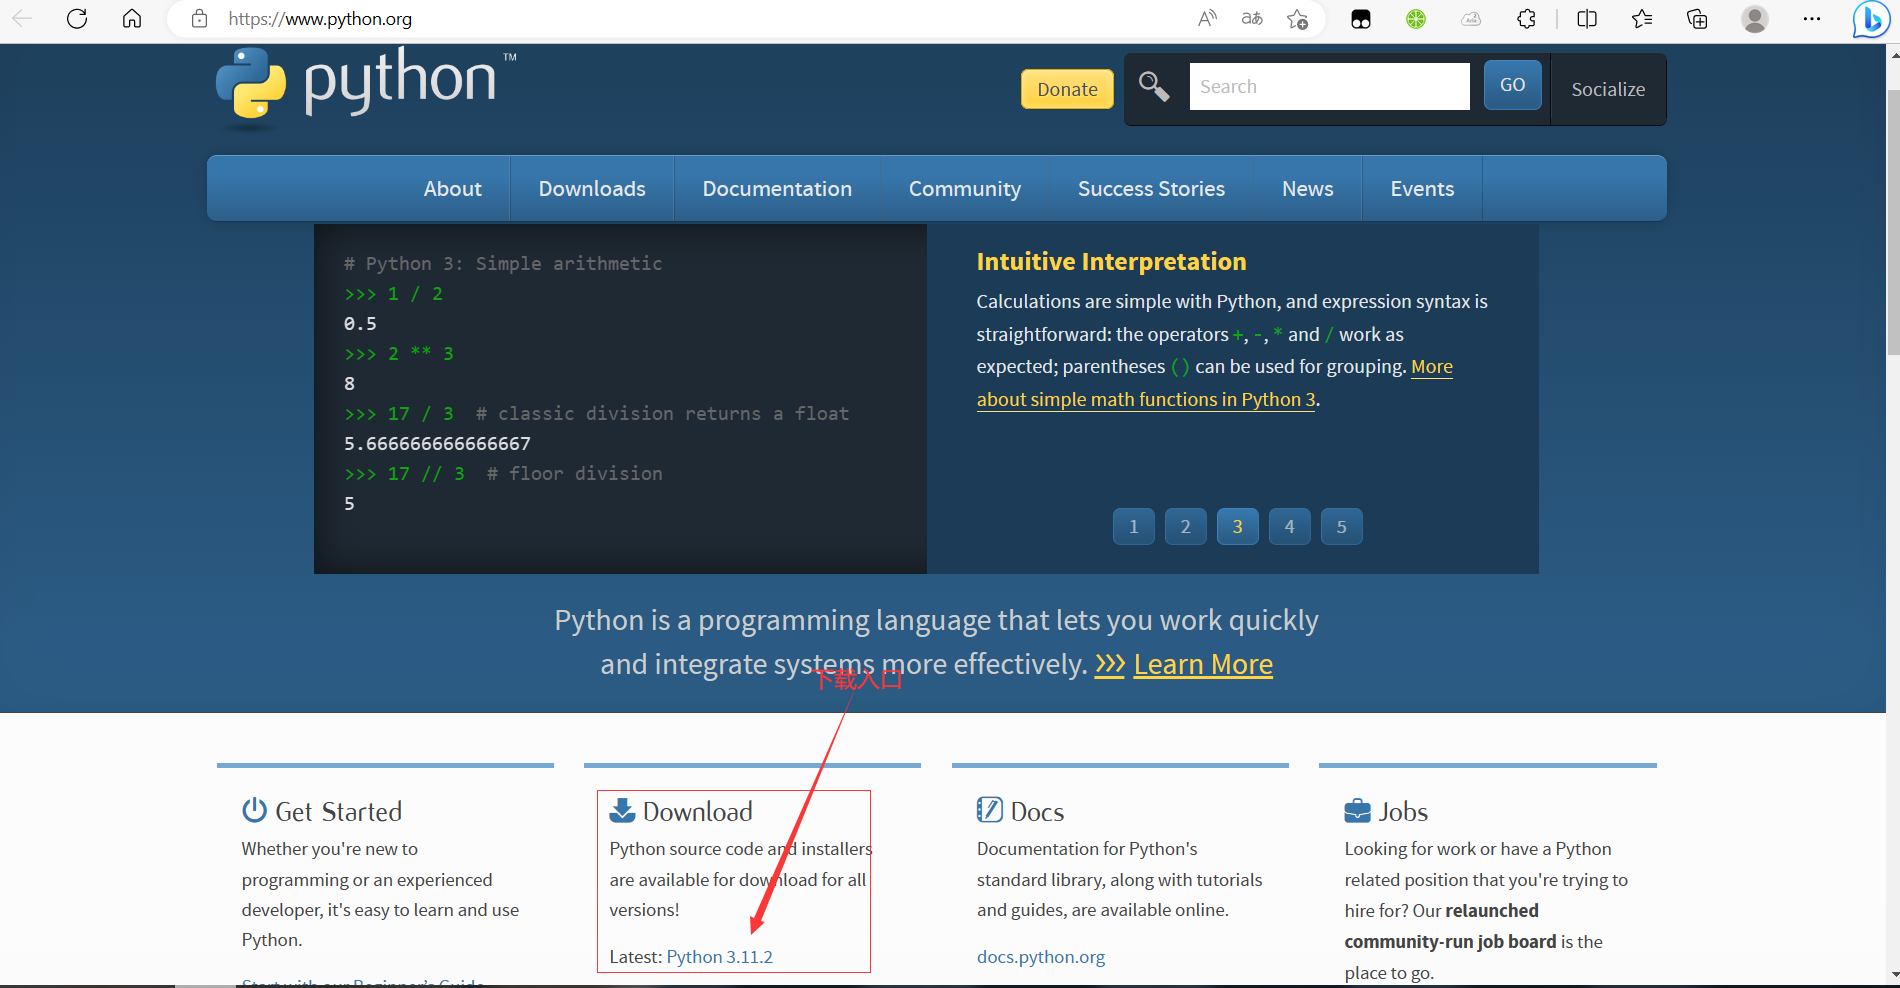 https://www.python.org
python™
Donate
Search
GO
Socialize
About
Downloads
Documentation
Community
Success Stories
News
Events
# Python 3: Simple arithmetic
>>> 1 / 2
0.5
>>> 2 ** 3
8
>>> 17 / 3  # classic division returns a float
5.666666666666667
>>> 17 // 3  # floor division
5
Intuitive Interpretation
Calculations are simple with Python, and expression syntax is
straightforward: the operators +, -, * and / work as
expected; parentheses () can be used for grouping. More
about simple math functions in Python 3.
1
2
3
4
5
Python is a programming language that lets you work quickly
and integrate systems more effectively. >>> Learn More
下载入口
Get Started
Whether you're new to
programming or an experienced
developer, it's easy to learn and use
Python.
Start with our Beginner's Guide
Download
Python source code and installers
are available for download for all
versions!
Latest: Python 3.11.2
Docs
Documentation for Python's
standard library, along with tutorials
and guides, are available online.
docs.python.org
Jobs
Looking for work or have a Python
related position that you're trying to
hire for? Our relaunched
community-run job board is the
place to go.